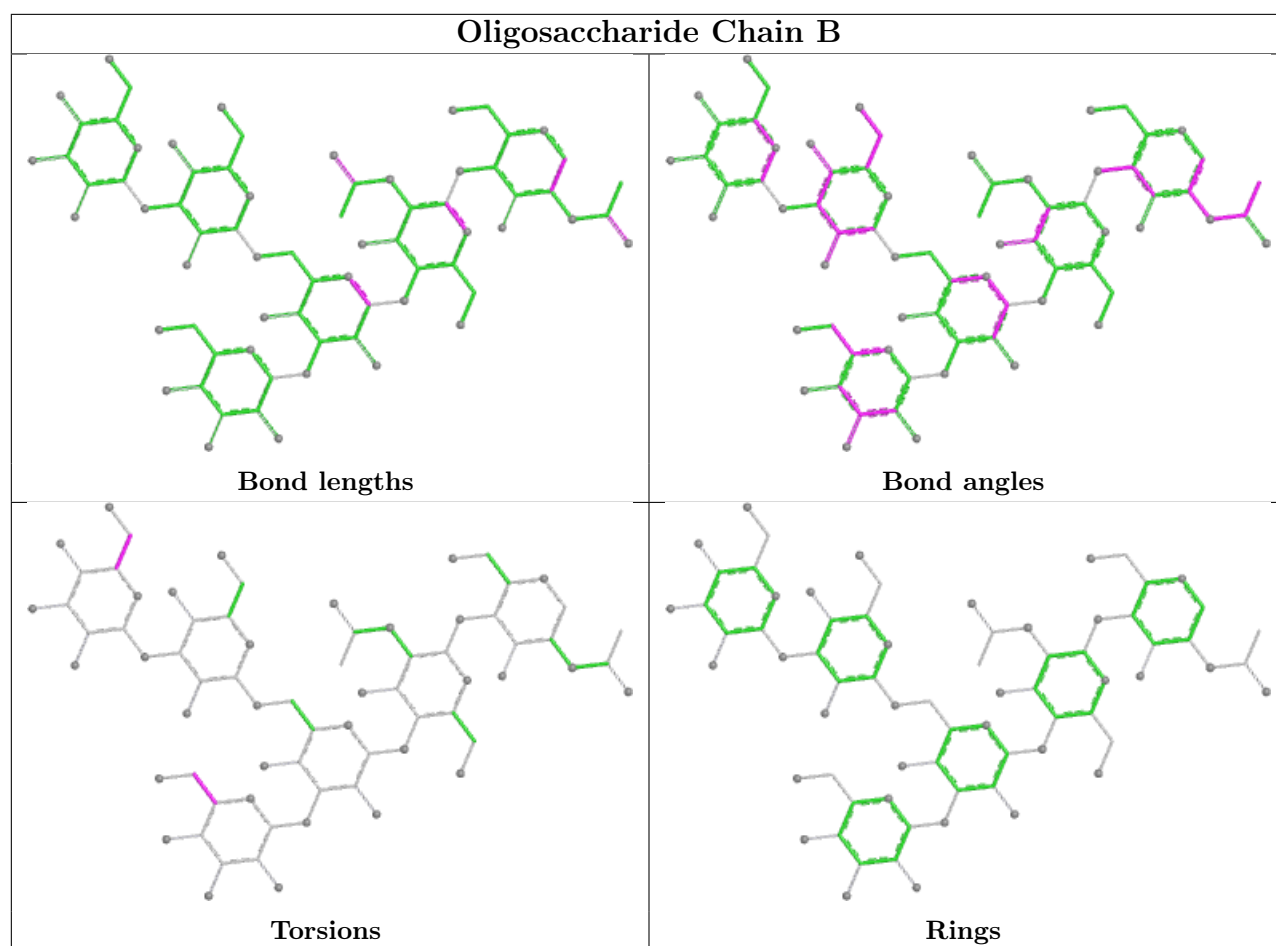 Oligosaccharide Chain B
Bond lengths
Bond angles
Torsions
Rings